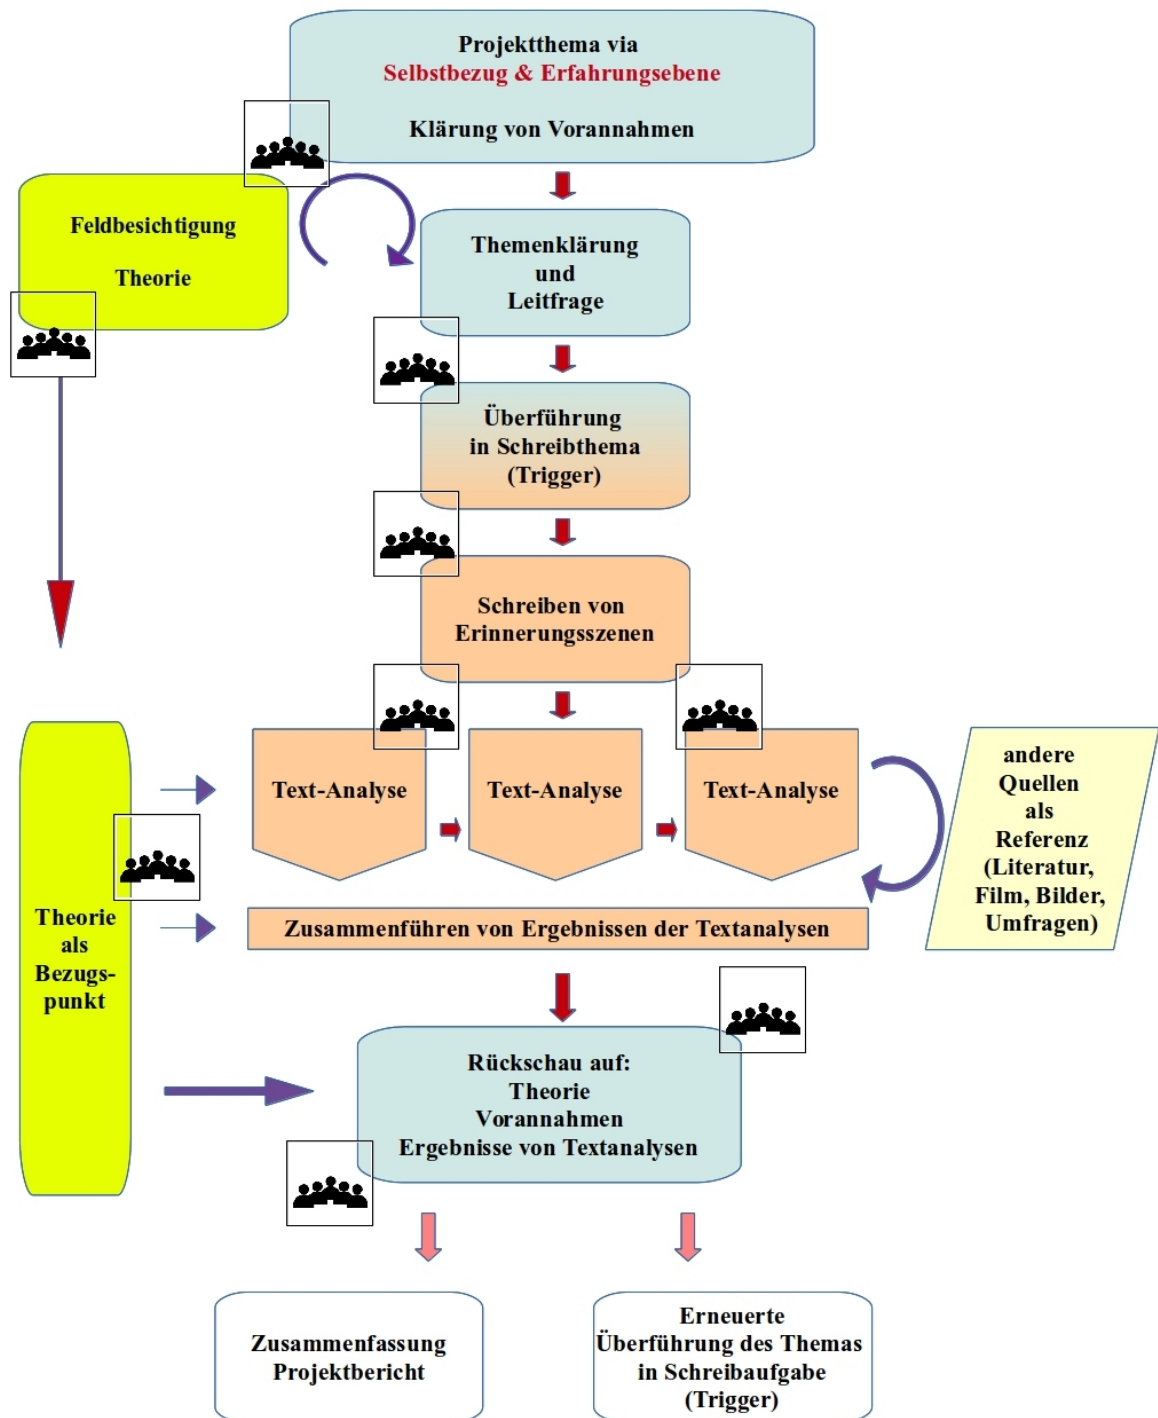 Projektthema via
Selbstbezug & Erfahrungsebene
Klärung von Vorannahmen
Feldbesichtigung
Theorie
Themenklärung
und
Leitfrage
Überführung
in Schreibthema
(Trigger)
Schreiben von
Erinnerungsszenen
Text-Analyse
Text-Analyse
Text-Analyse
andere
Quellen
als
Referenz
(Literatur,
Film, Bilder,
Umfragen)
Theorie
als
Bezugs-
punkt
Zusammenführen von Ergebnissen der Textanalysen
Rückschau auf:
Theorie
Vorannahmen
Ergebnisse von Textanalysen
Zusammenfassung
Projektbericht
Erneuerte
Überführung des Themas
in Schreibaufgabe
(Trigger)